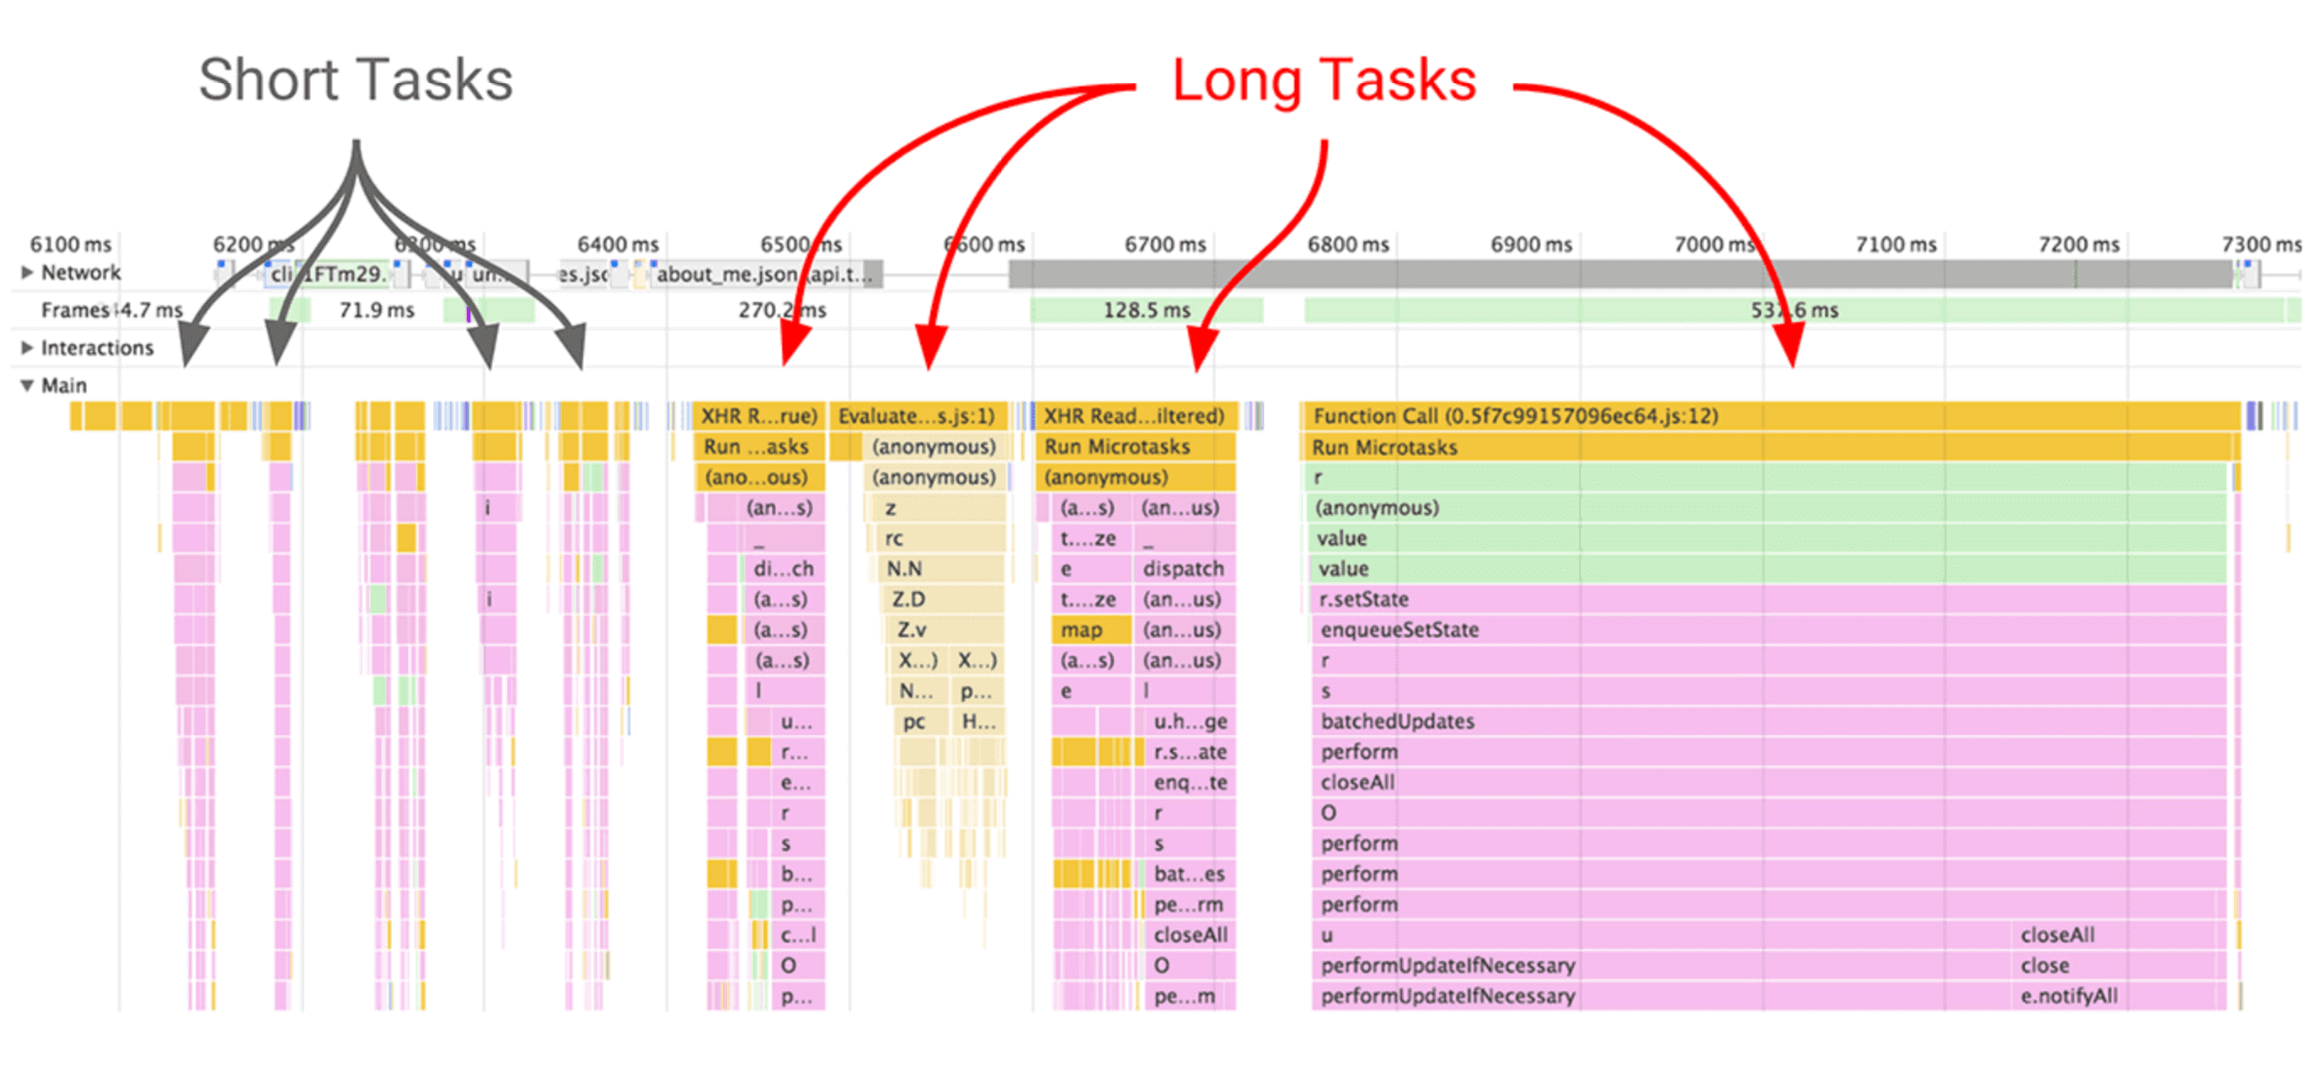 Short Tasks
Long Tasks
6100 ms 6200 ms 6300 ms 6400 ms 6500 ms 6600 ms 6700 ms 6800 ms 6900 ms 7000 ms 7100 ms 7200 ms 7300 ms
Network cli 1FTm29. u un... es.jsc about_me.json (api.t...
Frames 4.7 ms 71.9 ms 270.2 ms 128.5 ms 537.6 ms
Interactions
Main
XHR R...rue) Evaluate...s.js:1) XHR Read...iltered) Function Call (0.5f7c99157096ec64.js:12)
Run ...asks (anonymous) Run Microtasks Run Microtasks
(ano...ous) (anonymous) (anonymous) r
i (an...s) z (a...s) (an...us) (anonymous)
_ rc t....ze _ value
di...ch N.N e dispatch value
i (a...s) Z.D t....ze (an...us) r.setState
(a...s) Z.v map (an...us) enqueueSetState
(a...s) X...) X...) (a...s) (an...us) r
l N... p... e l s
u... pc H... u.h...ge batchedUpdates
r... r.s...ate perform
e... enq...te closeAll
r r O
s s perform
b... bat...es perform
p... pe...rm perform
c...l closeAll u closeAll
O O performUpdateIfNecessary close
p... pe...m performUpdateIfNecessary e.notifyAll